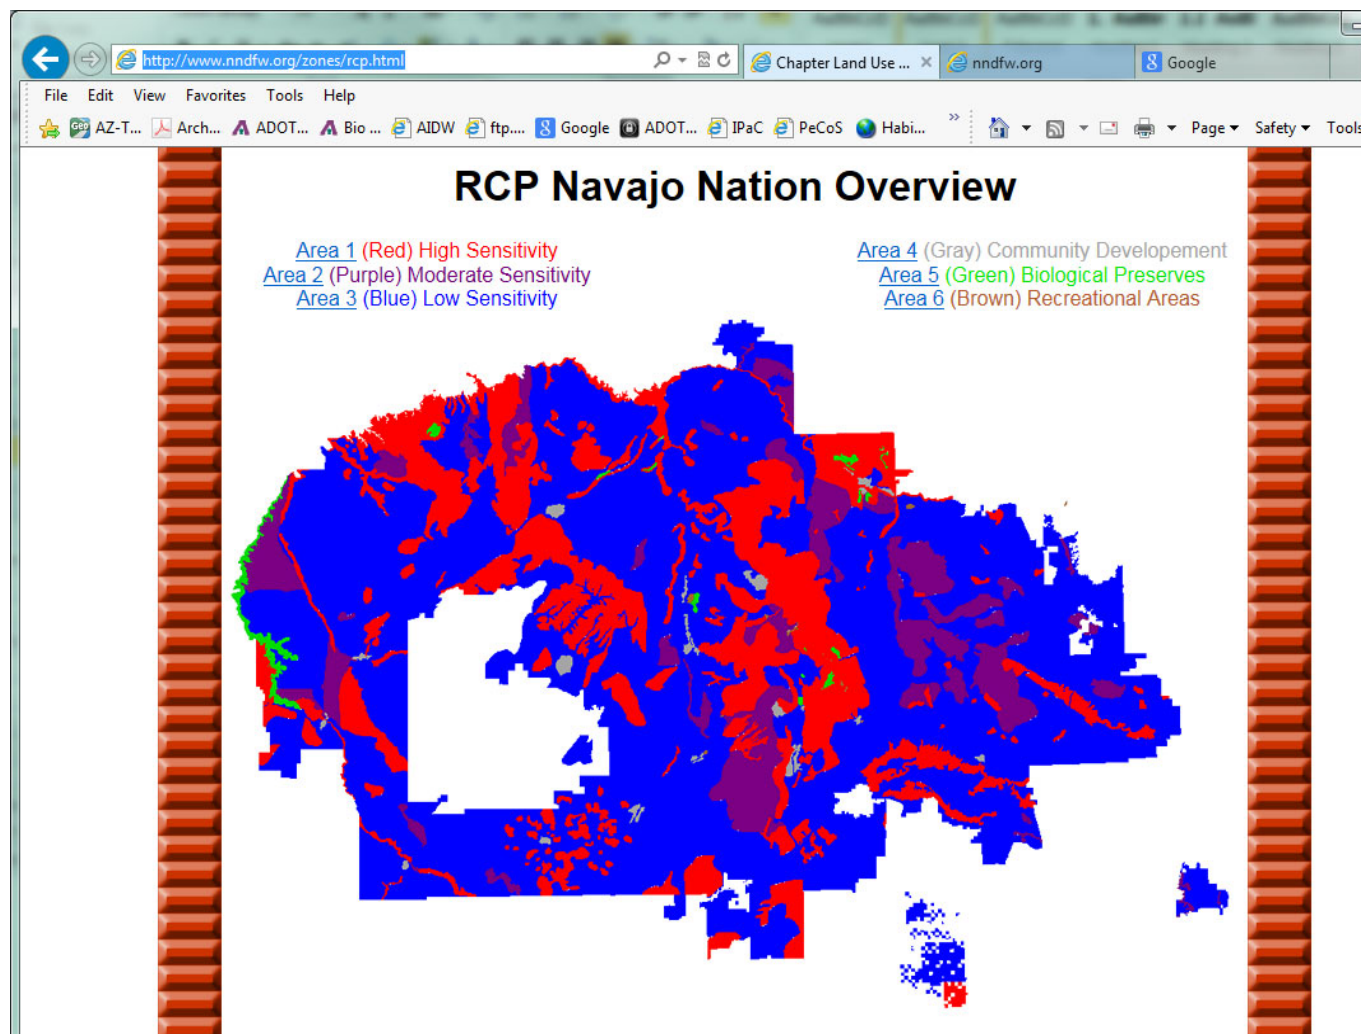 http://www.nndfw.org/zones/rcp.html
Chapter Land Use ...
nndfw.org
Google
File Edit View Favorites Tools Help
AZ-T... Arch... ADOT... Bio ... AIDW ftp.... Google ADOT... IPaC PeCoS Habi... Page Safety Tools
RCP Navajo Nation Overview
Area 1 (Red) High Sensitivity
Area 2 (Purple) Moderate Sensitivity
Area 3 (Blue) Low Sensitivity
Area 4 (Gray) Community Developement
Area 5 (Green) Biological Preserves
Area 6 (Brown) Recreational Areas